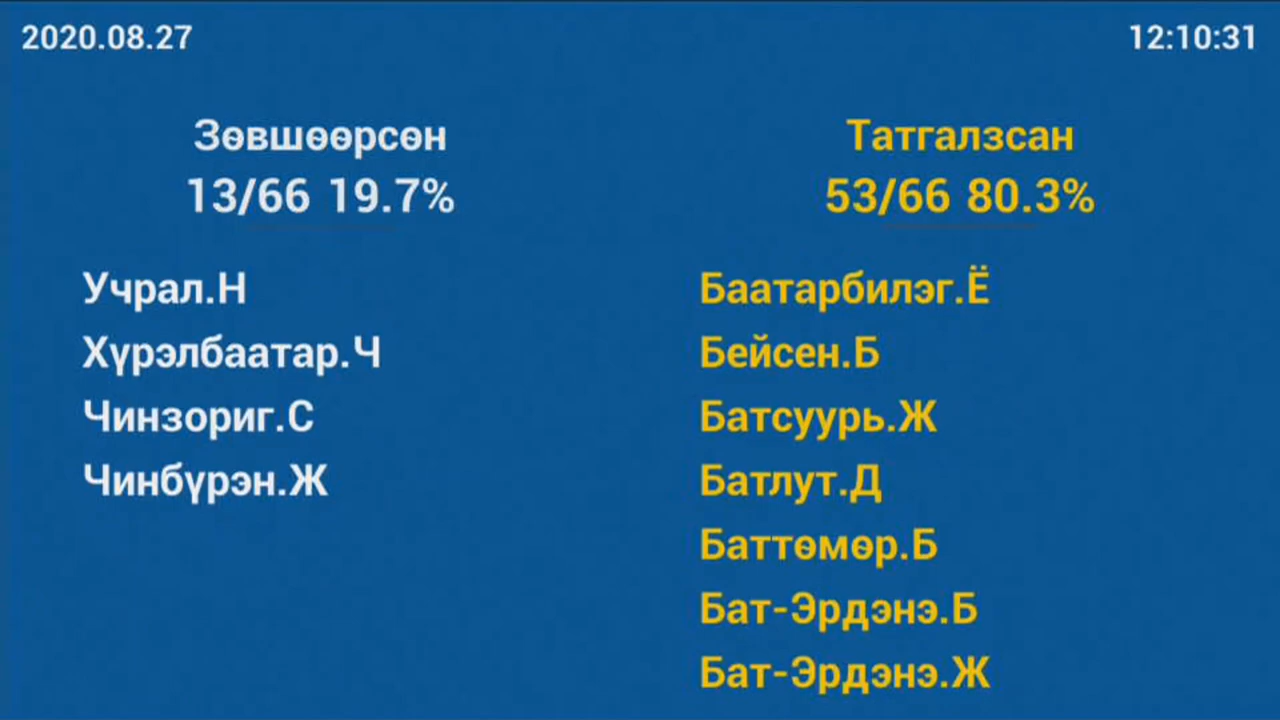 2020.08.27
12:10:31
Зөвшөөрсөн
13/66 19.7%
Учрал.Н
Хүрэлбаатар.Ч
Чинзориг.С
Чинбүрэн.Ж
Татгалзсан
53/66 80.3%
Баатарбилэг.Ё
Бейсен.Б
Батсуурь.Ж
Батлут.Д
Баттөмөр.Б
Бат-Эрдэнэ.Б
Бат-Эрдэнэ.Ж